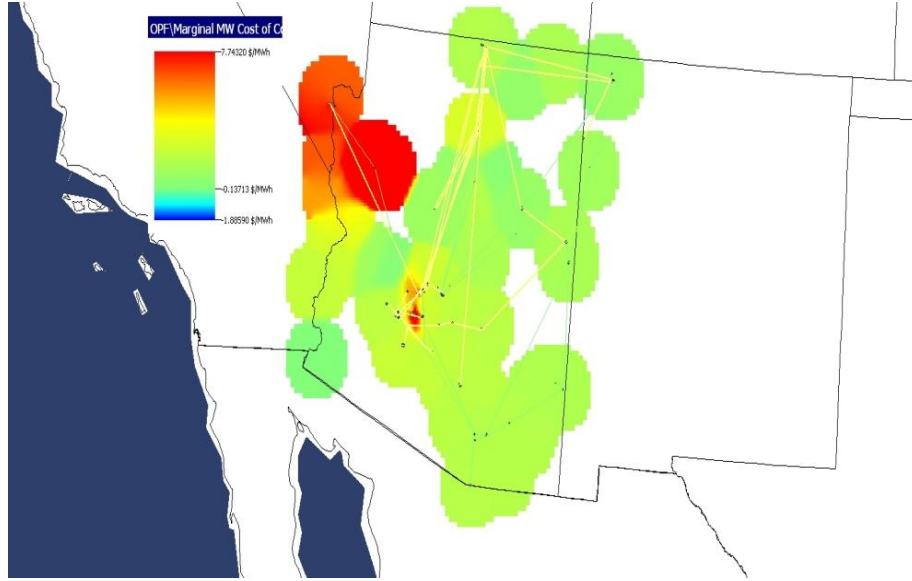 OPF\Marginal MW Cost of Co
7.74320 $/MWh
-0.13713 $/MWh
-1.88590 $/MWh